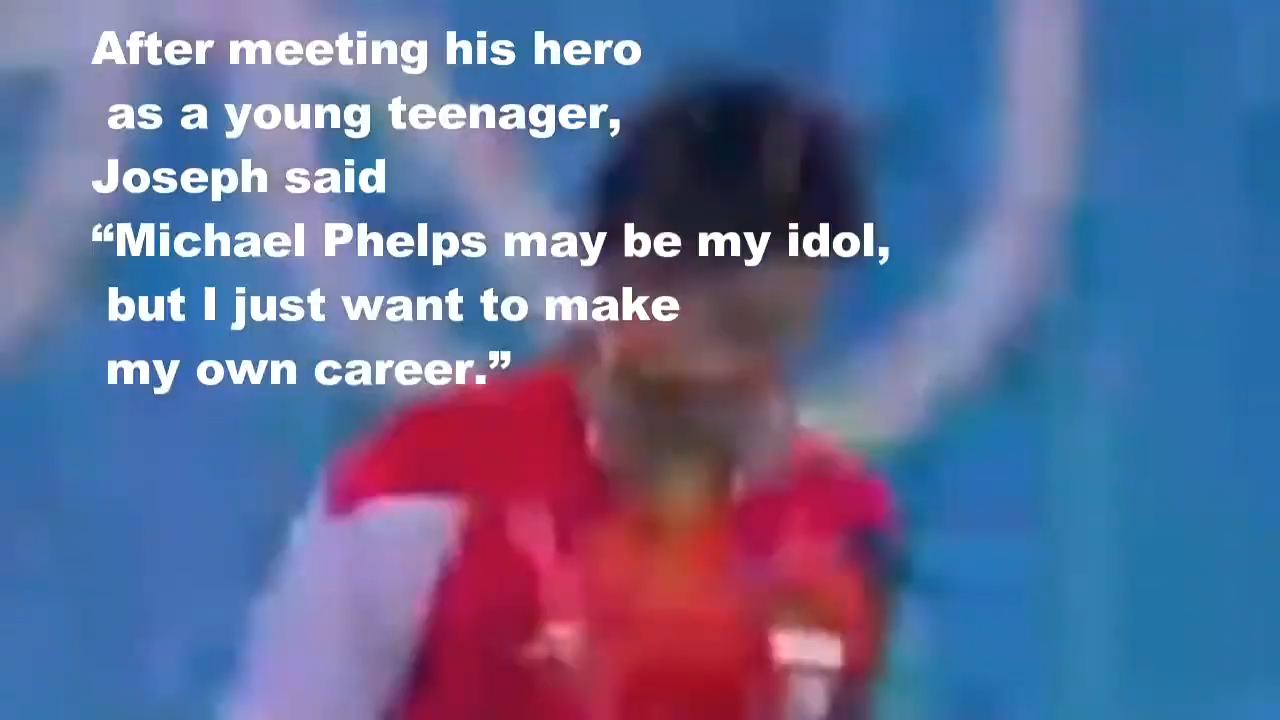 After meeting his hero
as a young teenager,
Joseph said
“Michael Phelps may be my idol,
but I just want to make
my own career.”